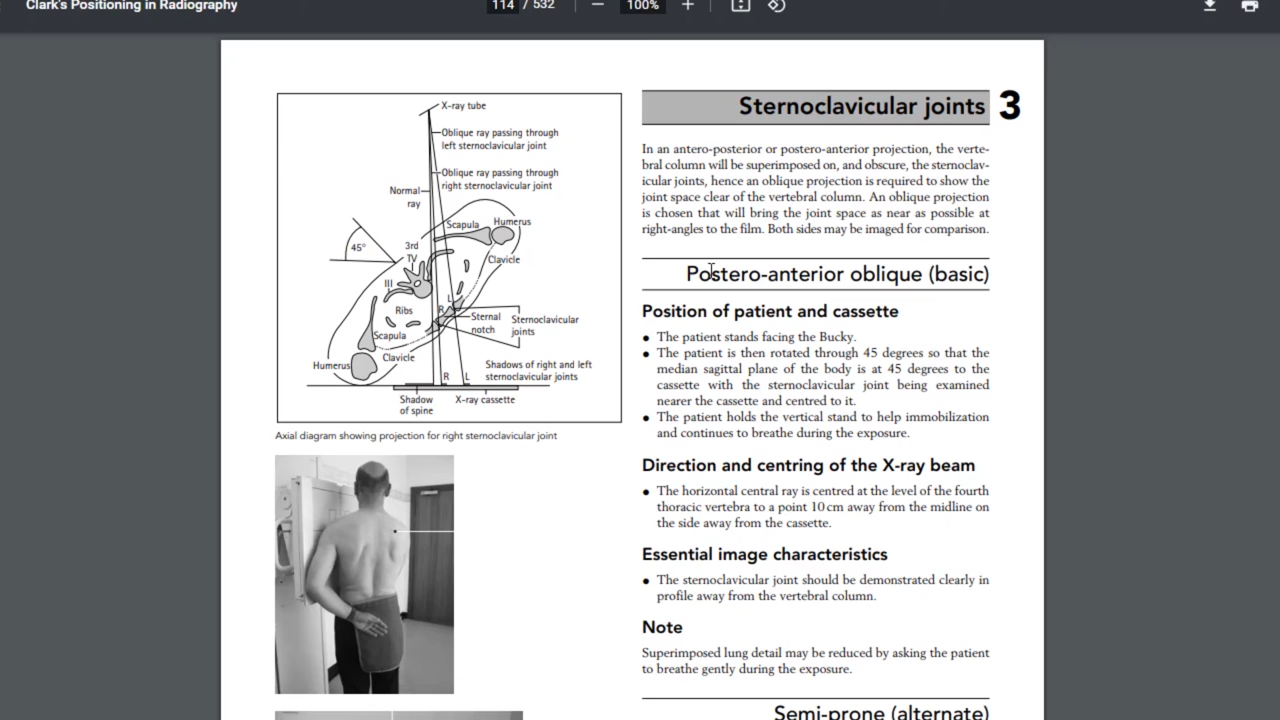 Clark's Positioning in Radiography
114 / 532
100%
X-ray tube
Oblique ray passing through
left sternoclavicular joint
Oblique ray passing through
right sternoclavicular joint
Normal
ray
Scapula
Humerus
45°
3rd
TV
Clavicle
III
L
Ribs
R
Sternal
notch
Sternoclavicular
joints
Scapula
Clavicle
Humerus
Shadows of right and left
sternoclavicular joints
R
L
Shadow
of spine
X-ray cassette
Axial diagram showing projection for right sternoclavicular joint
Sternoclavicular joints
3
In an antero-posterior or postero-anterior projection, the verte-
bral column will be superimposed on, and obscure, the sternoclav-
icular joints, hence an oblique projection is required to show the
joint space clear of the vertebral column. An oblique projection
is chosen that will bring the joint space as near as possible at
right-angles to the film. Both sides may be imaged for comparison.
Postero-anterior oblique (basic)
Position of patient and cassette
• The patient stands facing the Bucky.
• The patient is then rotated through 45 degrees so that the
median sagittal plane of the body is at 45 degrees to the
cassette with the sternoclavicular joint being examined
nearer the cassette and centred to it.
• The patient holds the vertical stand to help immobilization
and continues to breathe during the exposure.
Direction and centring of the X-ray beam
• The horizontal central ray is centred at the level of the fourth
thoracic vertebra to a point 10 cm away from the midline on
the side away from the cassette.
Essential image characteristics
• The sternoclavicular joint should be demonstrated clearly in
profile away from the vertebral column.
Note
Superimposed lung detail may be reduced by asking the patient
to breathe gently during the exposure.
Semi-prone (alternate)